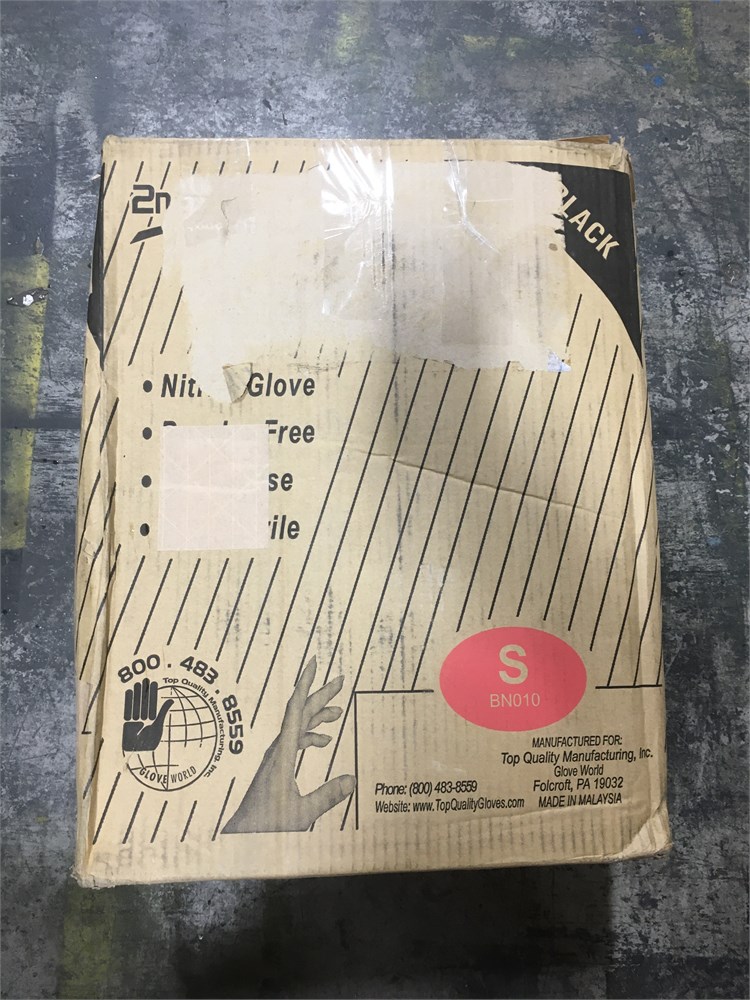 2n
BLACK
• Nit Glove
• Free
• se
• ile
800 . 483 . 8559
Top Quality Manufacturing, Inc
GLOVE WORLD
S
BN010
MANUFACTURED FOR:
Top Quality Manufacturing, Inc.
Glove World
Folcroft, PA 19032
MADE IN MALAYSIA
Phone: (800) 483-8559
Website: www.TopQualityGloves.com